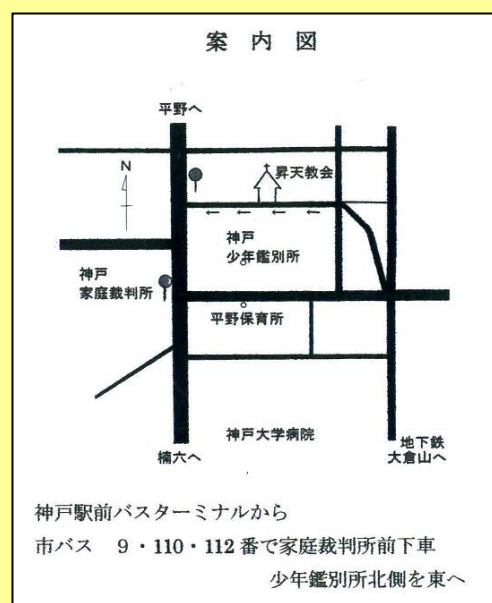 案内図
平野へ
N
昇天教会
← ← ← ←
神戸
少年鑑別所
神戸
家庭裁判所
平野保育所
神戸大学病院
楠六へ
地下鉄
大倉山へ
神戸駅前バスターミナルから
市バス 9・110・112番で家庭裁判所前下車
少年鑑別所北側を東へ